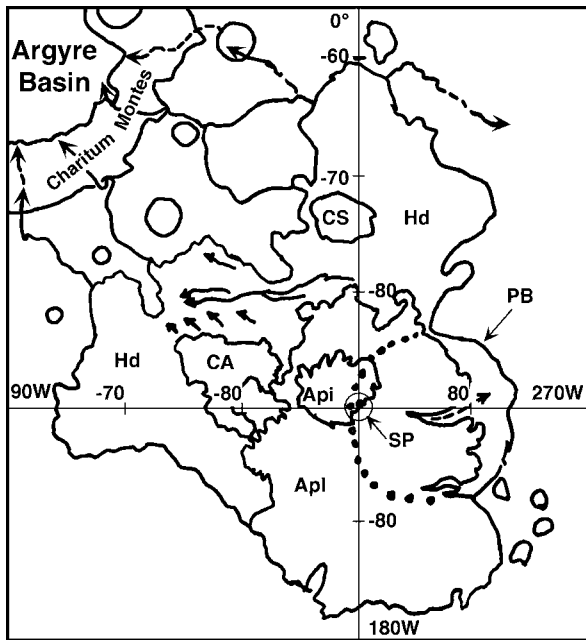 0°
Argyre
Basin
-60
Charitum Montes
-70
CS
Hd
-80
PB
Hd
CA
Api
90W
-70
-80
80
270W
SP
Apl
-80
180W